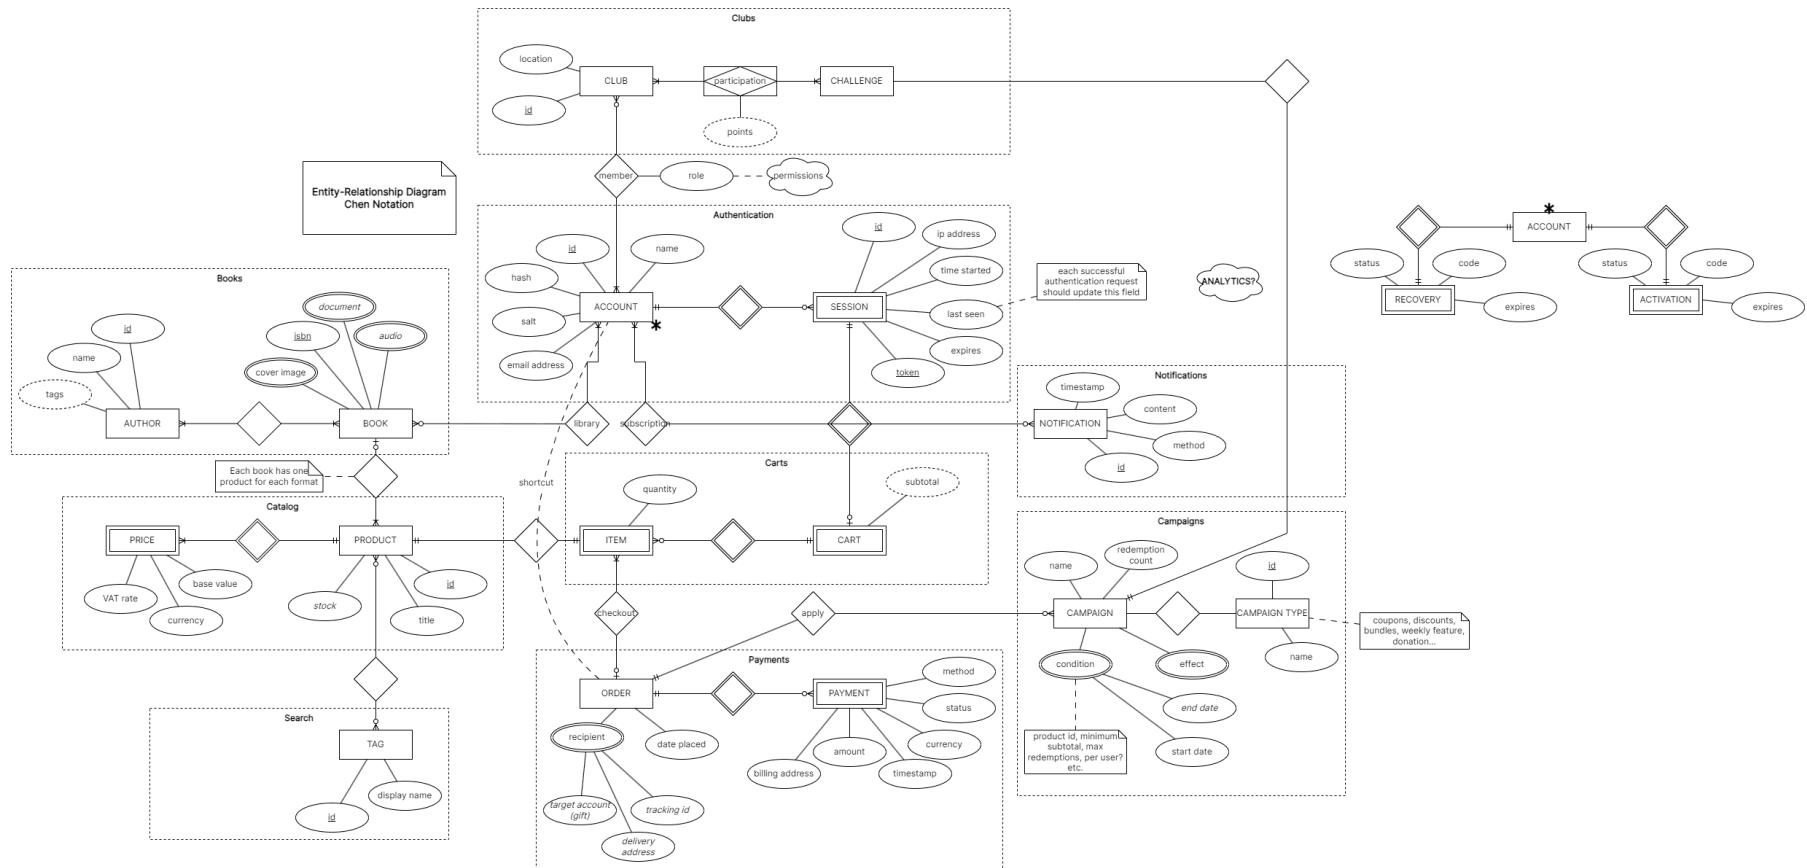 Clubs
location
CLUB
participation
CHALLENGE
id
points
Entity-Relationship Diagram
Chen Notation
member
role
permissions
Authentication
id
name
hash
ACCOUNT
salt
email address
id
ip address
time started
SESSION
last seen
expires
token
each successful
authentication request
should update this field
ANALYTICS?
*
*
ACCOUNT
status
code
RECOVERY
expires
status
code
ACTIVATION
expires
Books
document
id
isbn
audio
name
cover image
tags
AUTHOR
BOOK
library
subscription
Notifications
timestamp
content
NOTIFICATION
method
id
Each book has one
product for each format
shortcut
Carts
quantity
subtotal
ITEM
CART
Catalog
PRICE
PRODUCT
base value
id
VAT rate
stock
currency
title
checkout
apply
Campaigns
redemption
count
name
id
CAMPAIGN
CAMPAIGN TYPE
coupons, discounts,
bundles, weekly feature,
donation...
condition
effect
name
end date
start date
product id, minimum
subtotal, max
redemptions, per user?
etc.
Payments
method
ORDER
PAYMENT
status
recipient
date placed
currency
amount
billing address
timestamp
target account
(gift)
tracking id
delivery
address
Search
TAG
display name
id